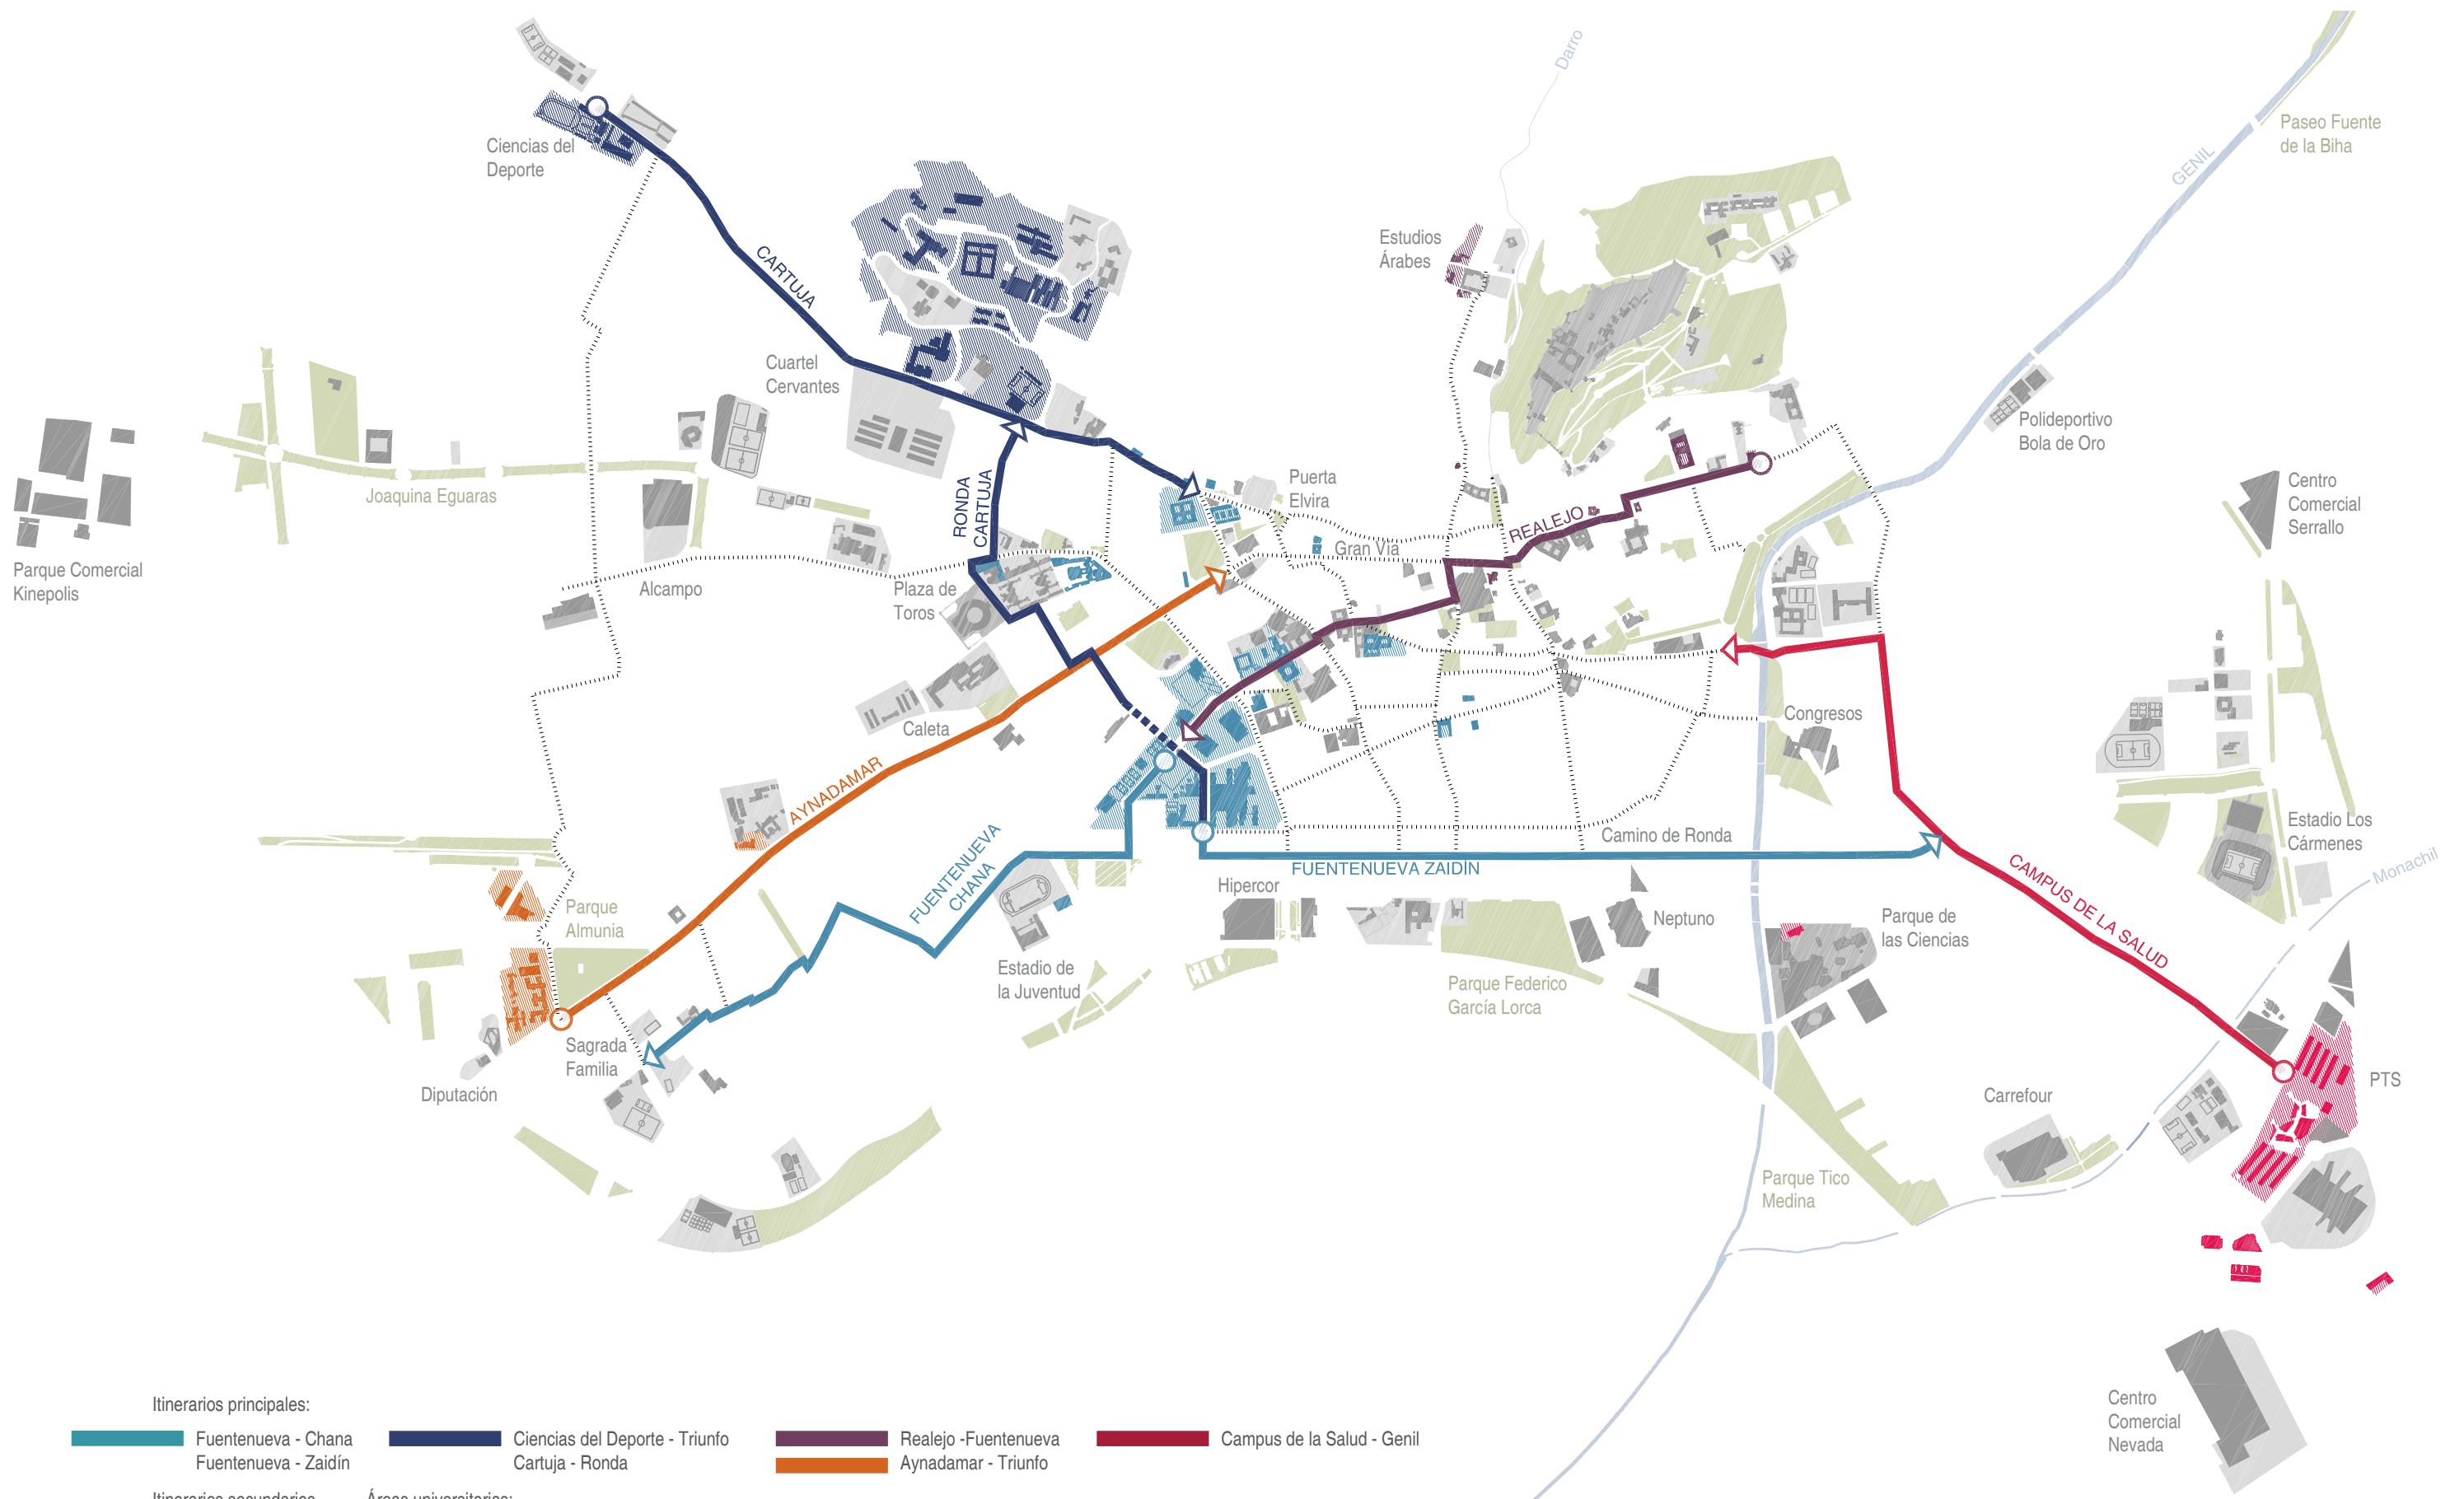 Darro
Paseo Fuente
de la Biha
GENIL
Ciencias del
Deporte
CARTUJA
Estudios
Árabes
Cuartel
Cervantes
Polideportivo
Bola de Oro
Joaquina Eguaras
Puerta
Elvira
Centro
Comercial
Serrallo
RONDA
CARTUJA
REALEJO
Gran Vía
Parque Comercial
Kinepolis
Alcampo
Plaza de
Toros
Caleta
Congresos
AYNADAMAR
Camino de Ronda
Estadio Los
Cármenes
FUENTENUEVA
CHANA
FUENTENUEVA ZAIDÍN
Monachil
CAMPUS DE LA SALUD
Hipercor
Parque
Almunia
Neptuno
Parque de
las Ciencias
Estadio de
la Juventud
Parque Federico
García Lorca
Sagrada
Familia
Diputación
PTS
Carrefour
Parque Tico
Medina
Centro
Comercial
Nevada
Itinerarios principales:
Fuentenueva - Chana
Fuentenueva - Zaidín
Ciencias del Deporte - Triunfo
Cartuja - Ronda
Realejo -Fuentenueva
Aynadamar - Triunfo
Campus de la Salud - Genil
Itinerarios secundarios
Áreas universitarias: